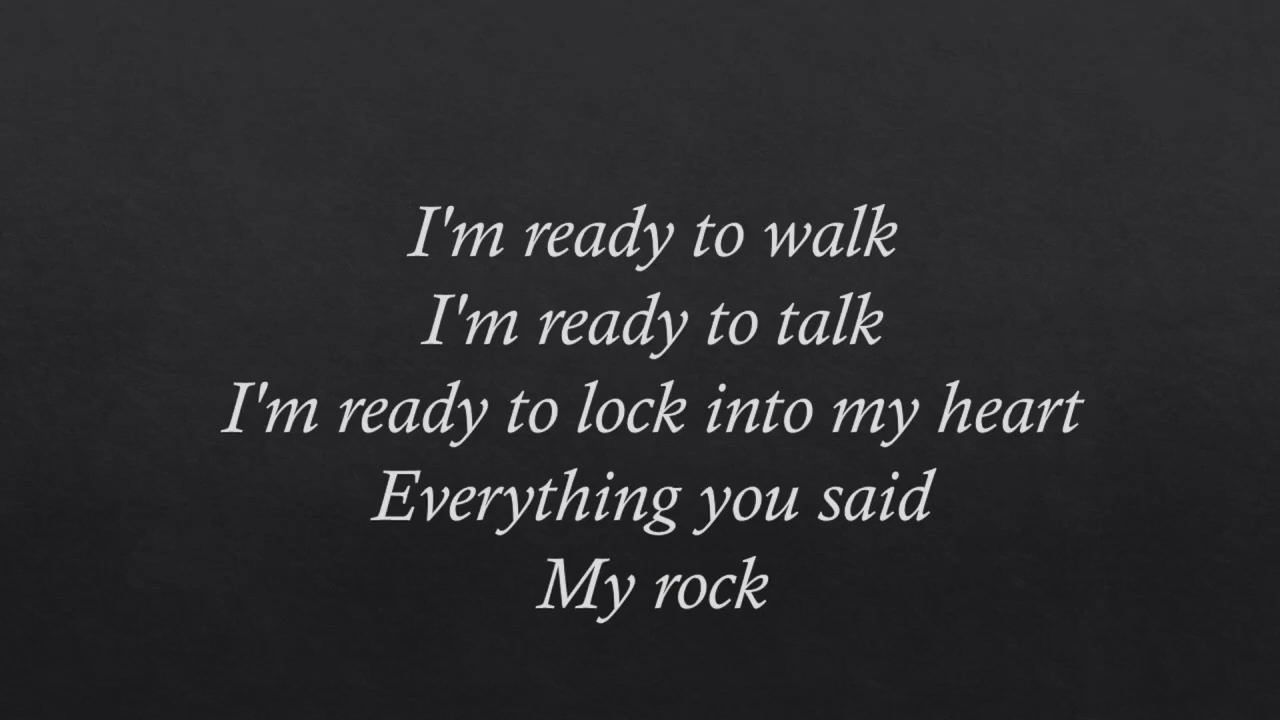 I'm ready to walk
I'm ready to talk
I'm ready to lock into my heart
Everything you said
My rock